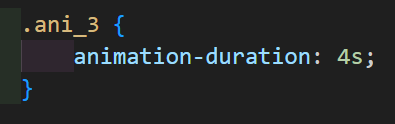 .ani_3 {
    animation-duration: 4s;
}